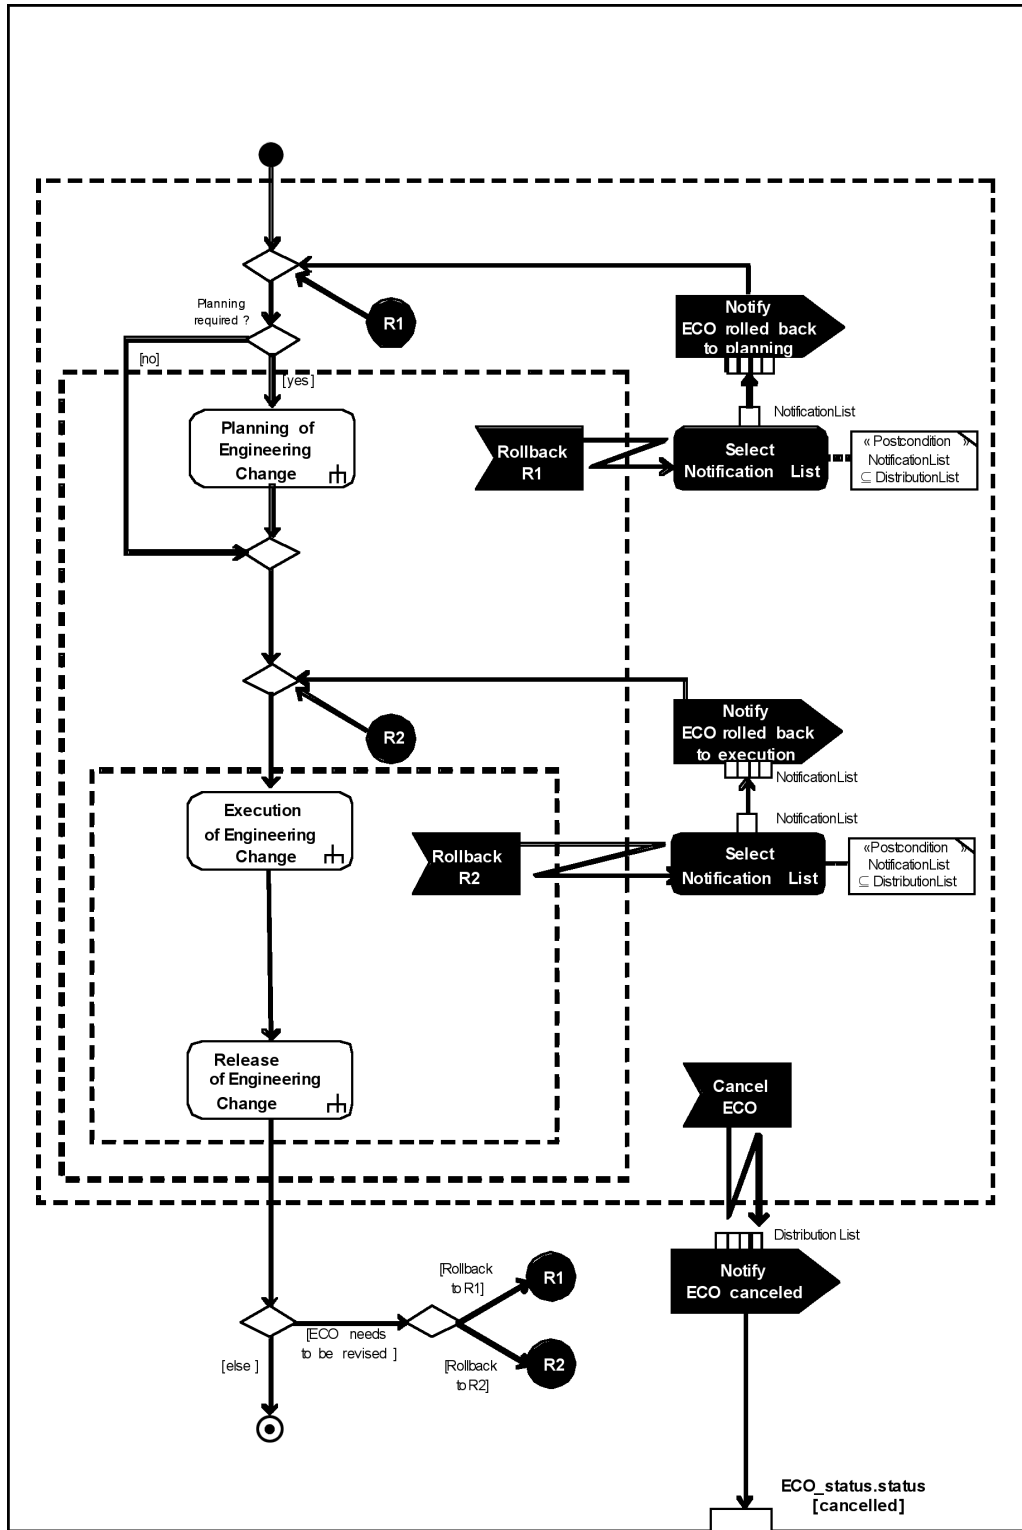 Planning
required ?
R1
[no]
[yes]
Notify
ECO rolled back
to planning
NotificationList
Planning of
Engineering
Change
Rollback
R1
Select
Notification List
« Postcondition »
NotificationList
⊆ DistributionList
R2
Notify
ECO rolled back
to execution
NotificationList
NotificationList
Execution
of Engineering
Change
Rollback
R2
Select
Notification List
«Postcondition »
NotificationList
⊆ DistributionList
Release
of Engineering
Change
Cancel
ECO
Distribution List
Notify
ECO canceled
[Rollback
to R1]
R1
[ECO needs
to be revised ]
[else ]
[Rollback
to R2]
R2
ECO_status.status
[cancelled]